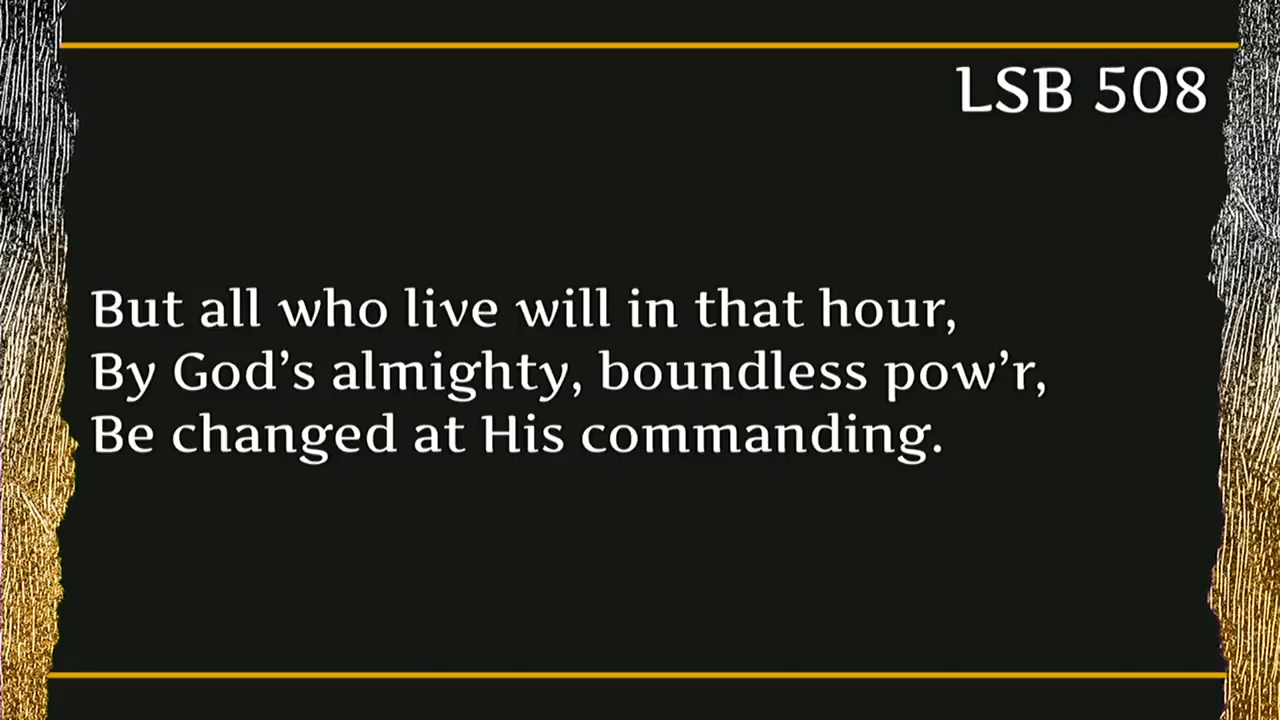 LSB 508
But all who live will in that hour,
By God’s almighty, boundless pow’r,
Be changed at His commanding.